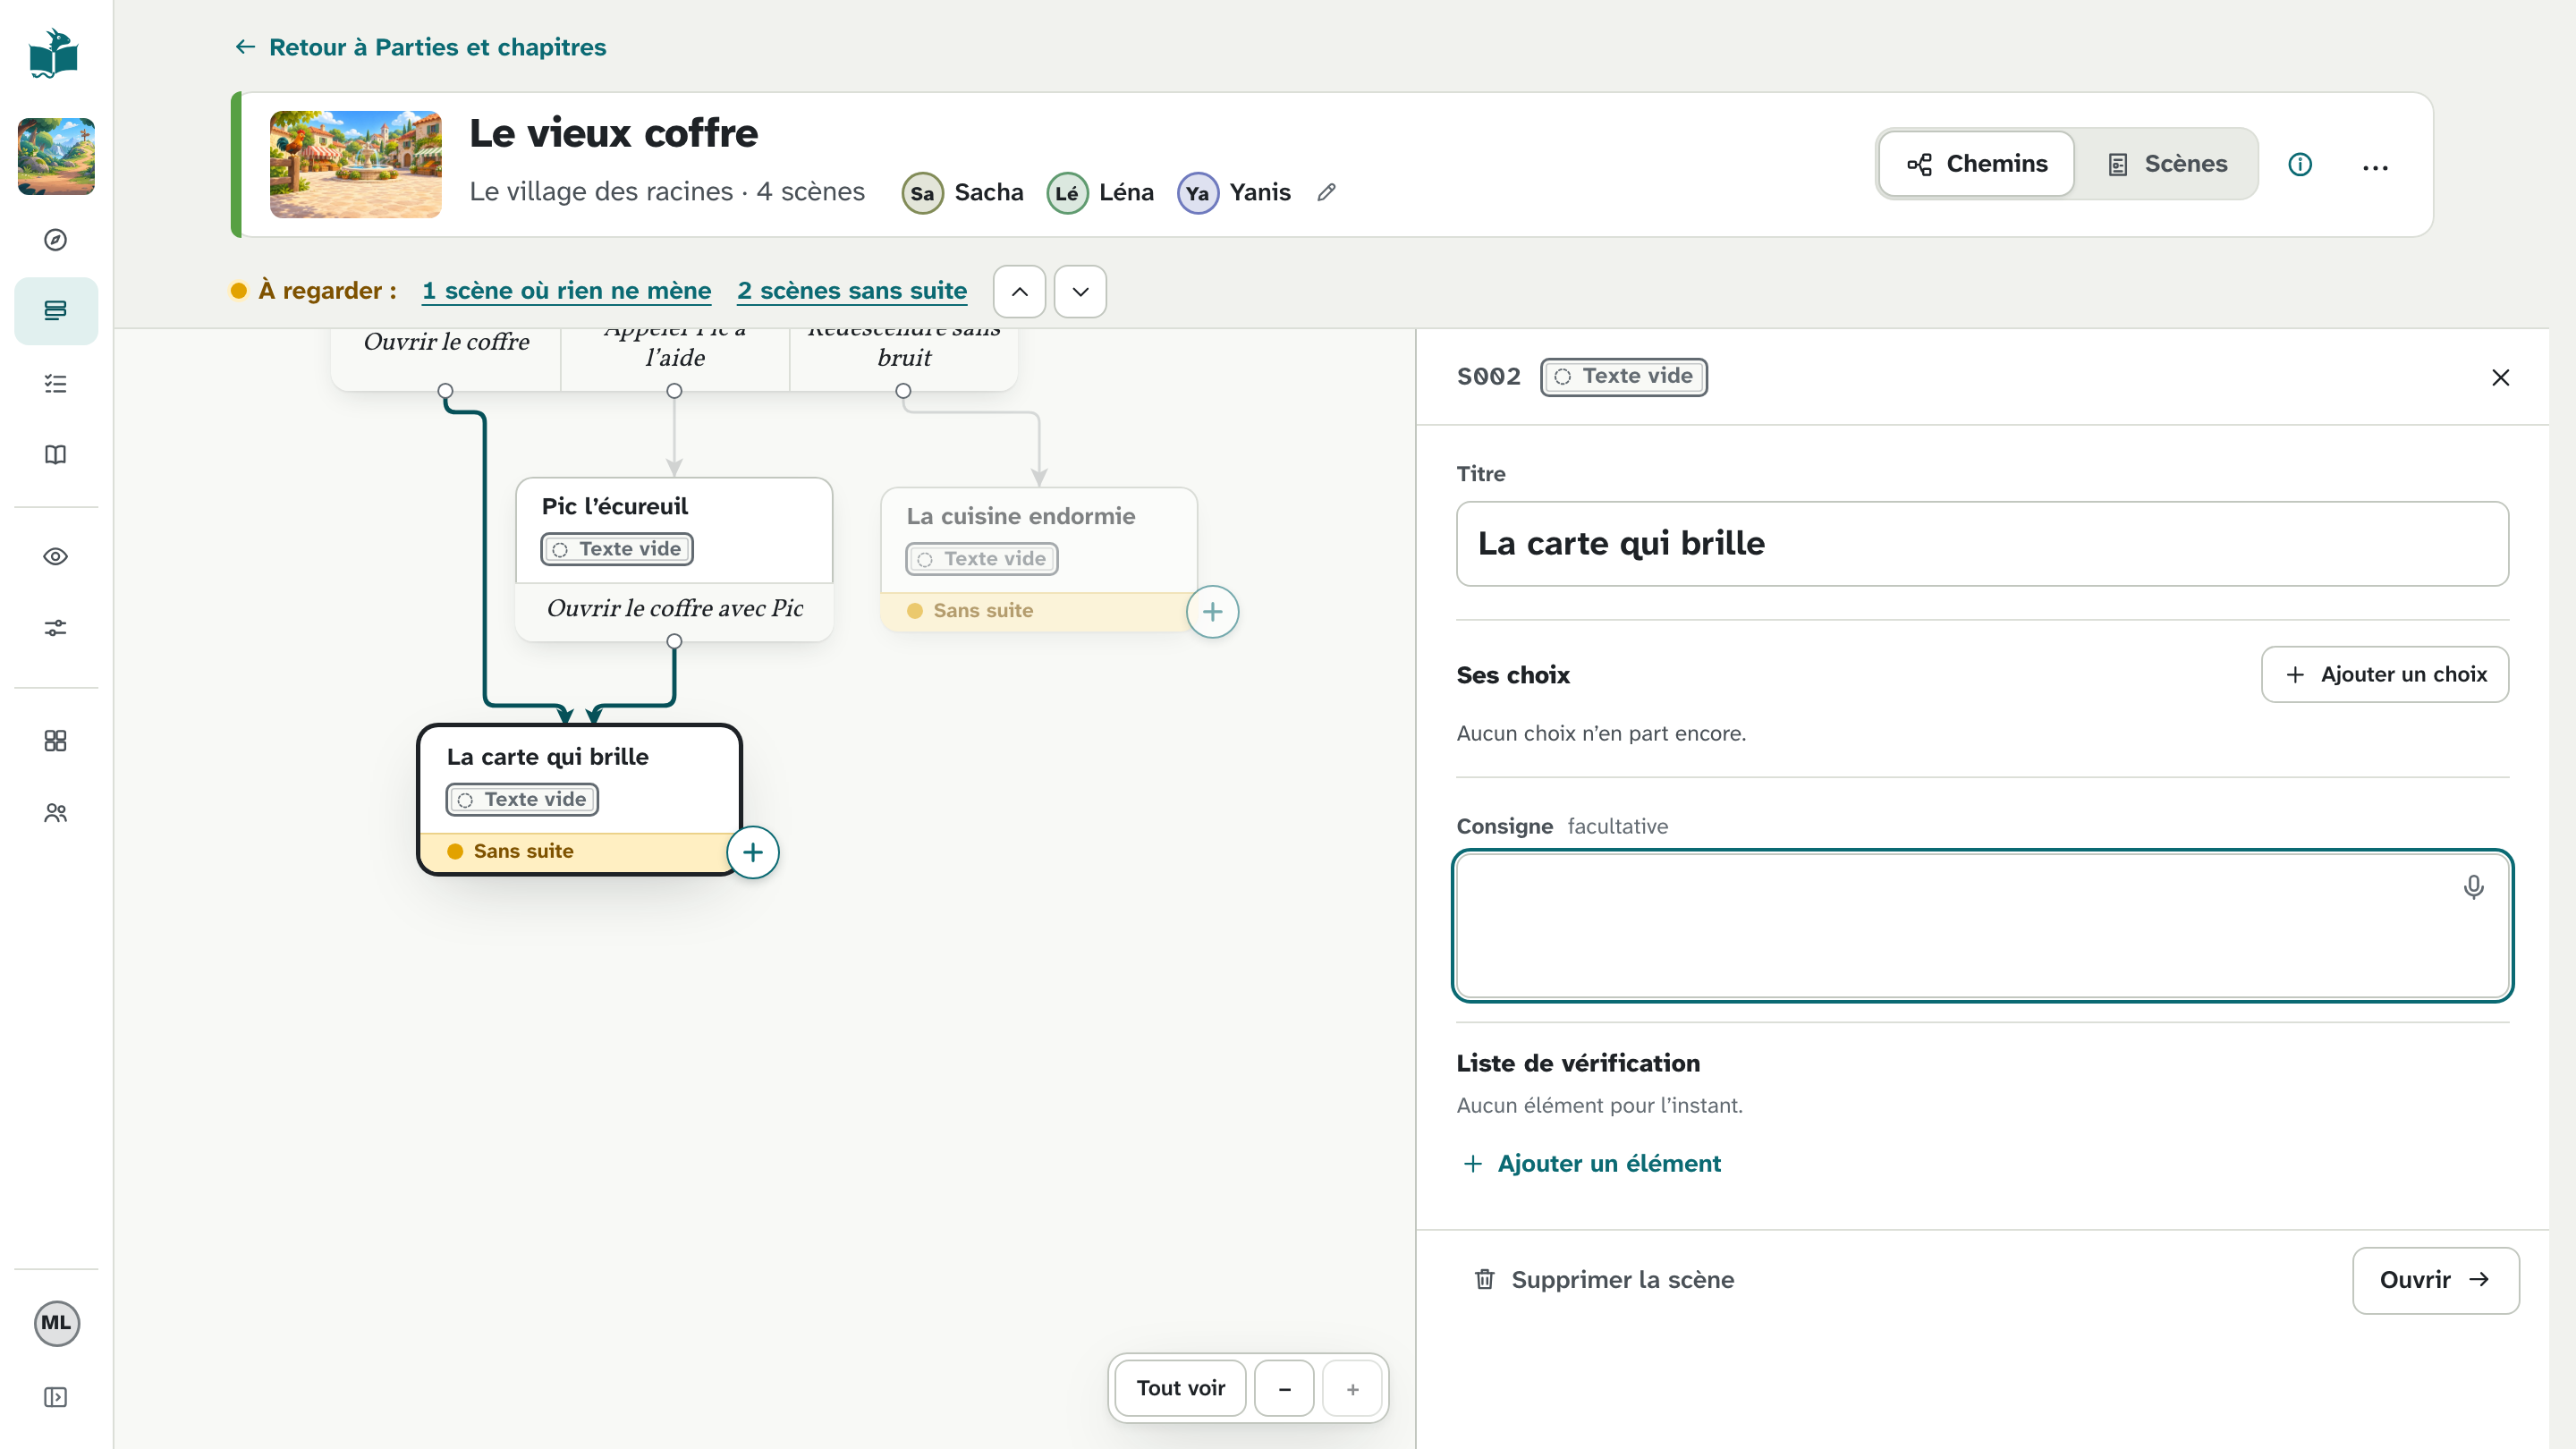 Retour à Parties et chapitres
Le vieux coffre
Le village des racines · 4 scènes
Sa Sacha
Lé Léna
Ya Yanis
Chemins
Scènes
À regarder :
1 scène où rien ne mène
2 scènes sans suite
Ouvrir le coffre
Appeler Pic à
l’aide
Redescendre sans
bruit
Pic l’écureuil
Texte vide
Ouvrir le coffre avec Pic
La cuisine endormie
Texte vide
Sans suite
La carte qui brille
Texte vide
Sans suite
Tout voir
S002
Texte vide
Titre
La carte qui brille
Ses choix
Ajouter un choix
Aucun choix n’en part encore.
Consigne facultative
Liste de vérification
Aucun élément pour l’instant.
Ajouter un élément
Supprimer la scène
Ouvrir
ML